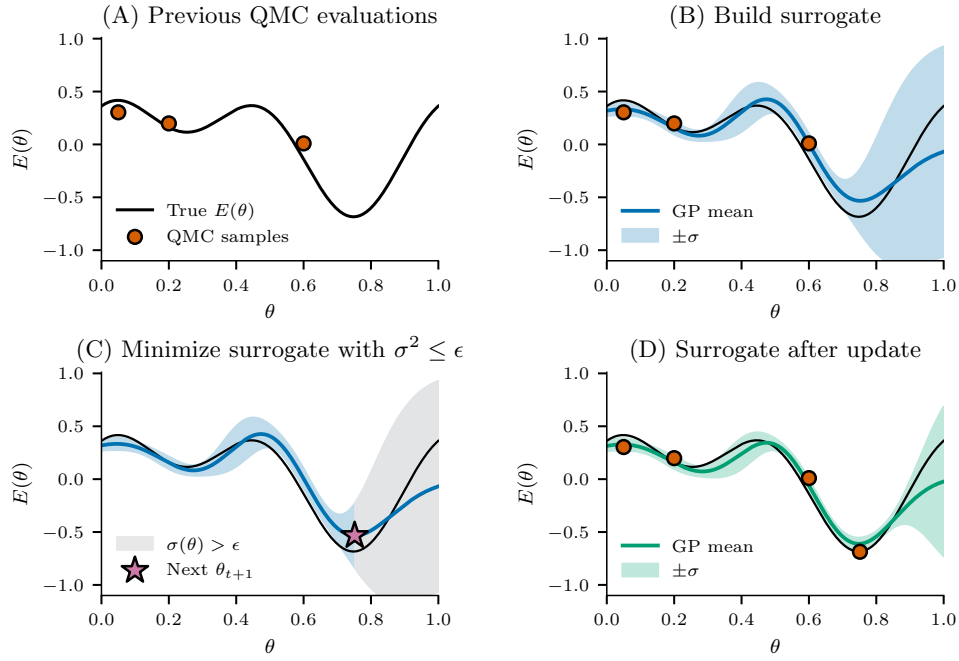 (A) Previous QMC evaluations
1.0
0.5
0.0
−0.5
−1.0
E(θ)
True E(θ)
QMC samples
0.0 0.2 0.4 0.6 0.8 1.0
θ
(B) Build surrogate
1.0
0.5
0.0
−0.5
−1.0
E(θ)
GP mean
±σ
0.0 0.2 0.4 0.6 0.8 1.0
θ
(C) Minimize surrogate with σ² ≤ ϵ
1.0
0.5
0.0
−0.5
−1.0
E(θ)
σ(θ) > ϵ
Next θₜ₊₁
0.0 0.2 0.4 0.6 0.8 1.0
θ
(D) Surrogate after update
1.0
0.5
0.0
−0.5
−1.0
E(θ)
GP mean
±σ
0.0 0.2 0.4 0.6 0.8 1.0
θ